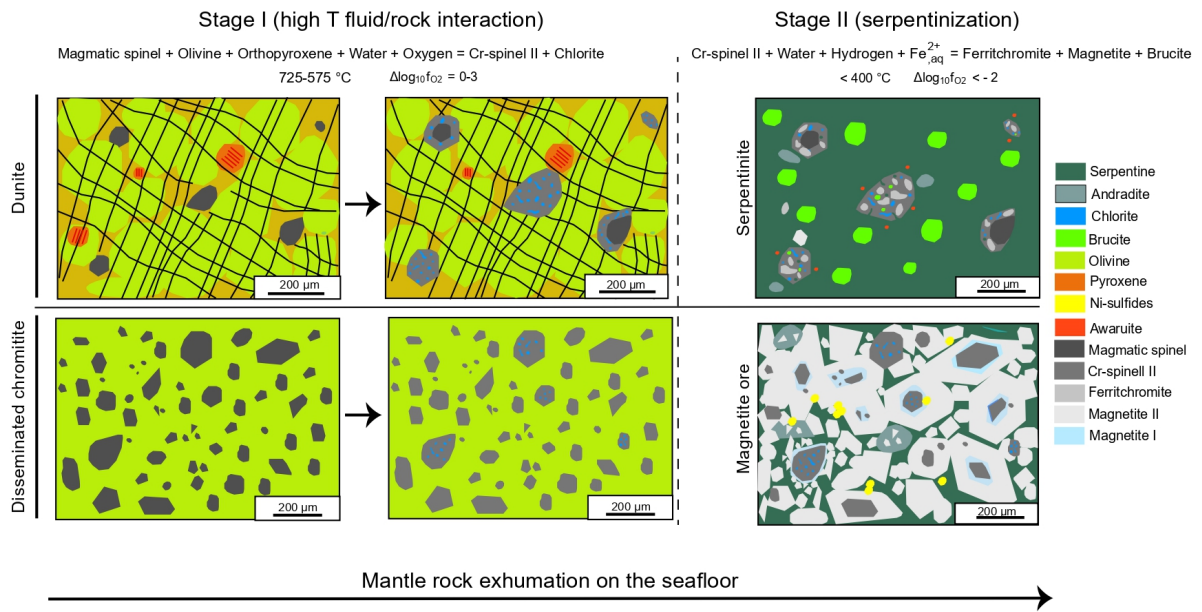 Stage I (high T fluid/rock interaction)
Stage II (serpentinization)
Magmatic spinel + Olivine + Orthopyroxene + Water + Oxygen = Cr-spinel II + Chlorite
725-575 °C Δlog₁₀f_O2 = 0-3
Cr-spinel II + Water + Hydrogen + Fe²⁺,aq = Ferritchromite + Magnetite + Brucite
< 400 °C Δlog₁₀f_O2 < - 2
Dunite
200 µm
200 µm
Serpentinite
200 µm
Disseminated chromitite
200 µm
200 µm
Magnetite ore
200 µm
Serpentine
Andradite
Chlorite
Brucite
Olivine
Pyroxene
Ni-sulfides
Awaruite
Magmatic spinel
Cr-spinell II
Ferritchromite
Magnetite II
Magnetite I
Mantle rock exhumation on the seafloor